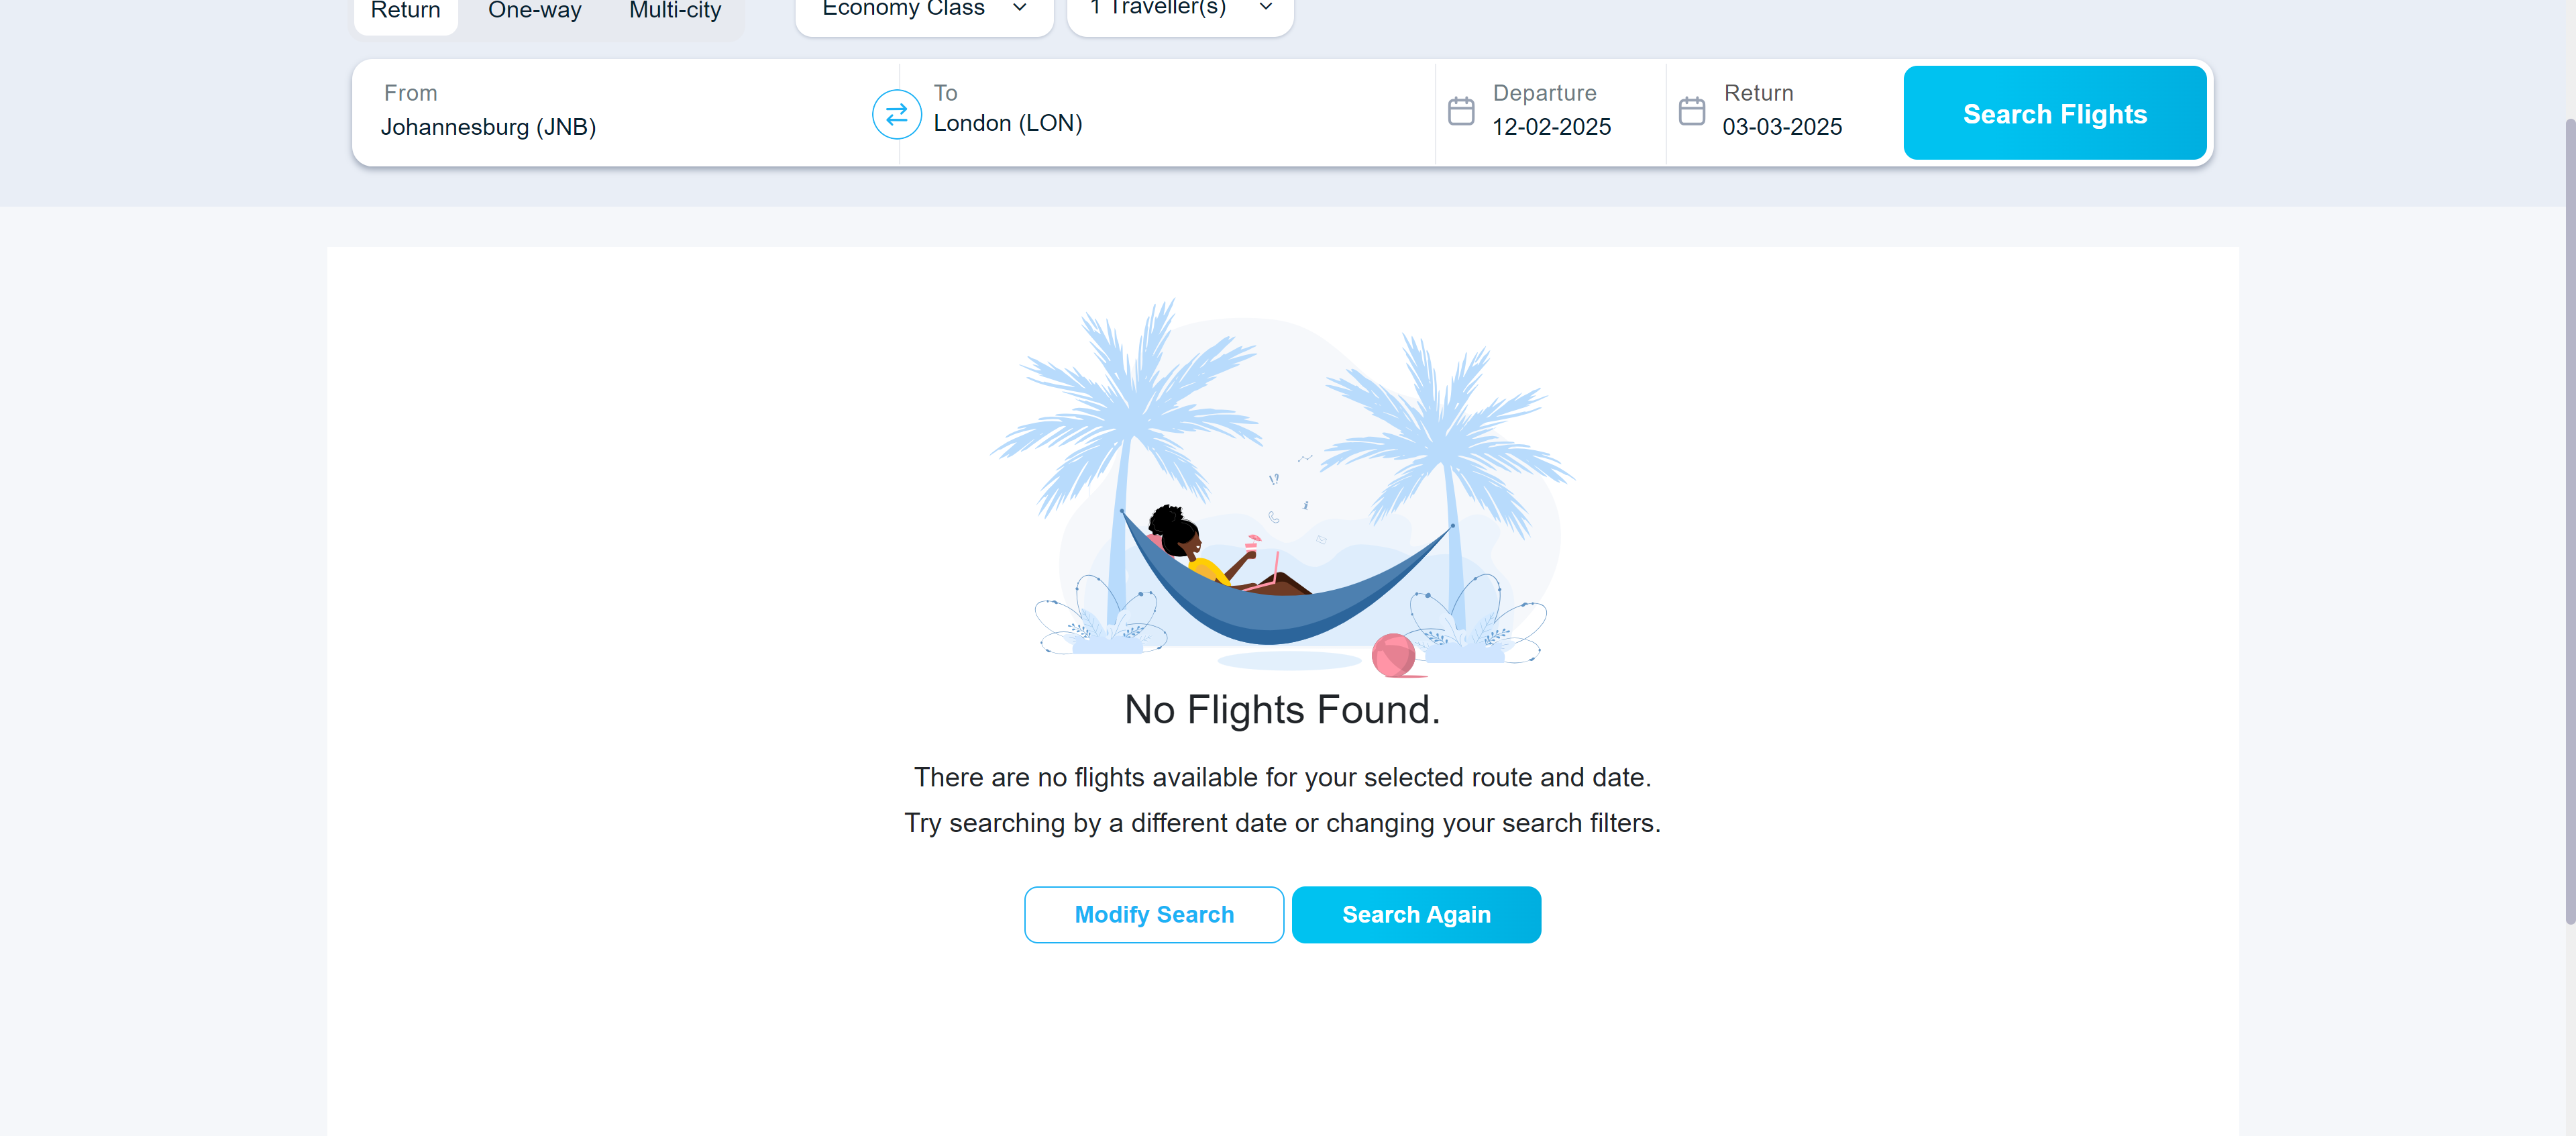 Return One-way Multi-city Economy Class 1 Traveller(s)
From To Departure Return
Johannesburg (JNB) London (LON) 12-02-2025 03-03-2025
Search Flights
No Flights Found.
There are no flights available for your selected route and date.
Try searching by a different date or changing your search filters.
Modify Search Search Again